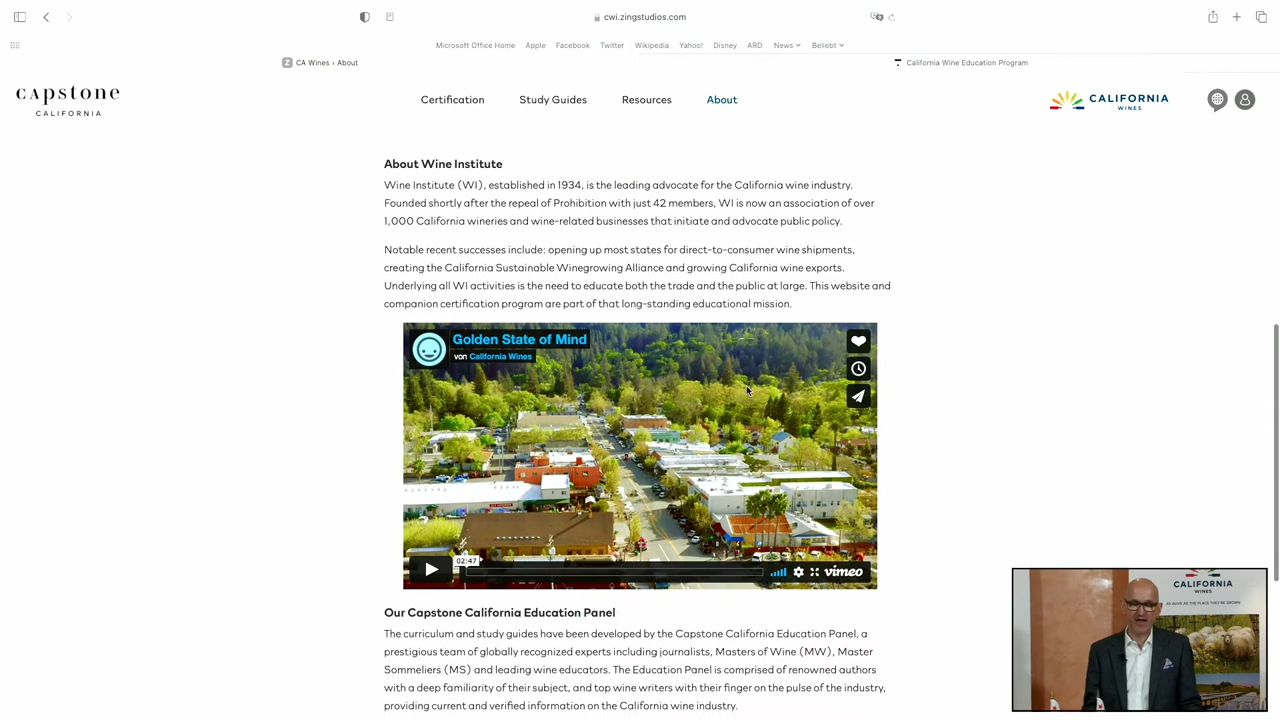 cwi.zingstudios.com
Microsoft Office Home Apple Facebook Twitter Wikipedia Yahoo! Disney ARD News Beliebt
Z CA Wines › About
California Wine Education Program
capstone
CALIFORNIA
Certification Study Guides Resources About
CALIFORNIA
WINES
About Wine Institute
Wine Institute (WI), established in 1934, is the leading advocate for the California wine industry.
Founded shortly after the repeal of Prohibition with just 42 members, WI is now an association of over
1,000 California wineries and wine-related businesses that initiate and advocate public policy.
Notable recent successes include: opening up most states for direct-to-consumer wine shipments,
creating the California Sustainable Winegrowing Alliance and growing California wine exports.
Underlying all WI activities is the need to educate both the trade and the public at large. This website and
companion certification program are part of that long-standing educational mission.
Golden State of Mind
von California Wines
02:47
vimeo
Our Capstone California Education Panel
The curriculum and study guides have been developed by the Capstone California Education Panel, a
prestigious team of globally recognized experts including journalists, Masters of Wine (MW), Master
Sommeliers (MS) and leading wine educators. The Education Panel is comprised of renowned authors
with a deep familiarity of their subject, and top wine writers with their finger on the pulse of the industry,
providing current and verified information on the California wine industry.
CALIFORNIA
WINES
AS ALIVE AS THE PLACE THEY'RE GROWN